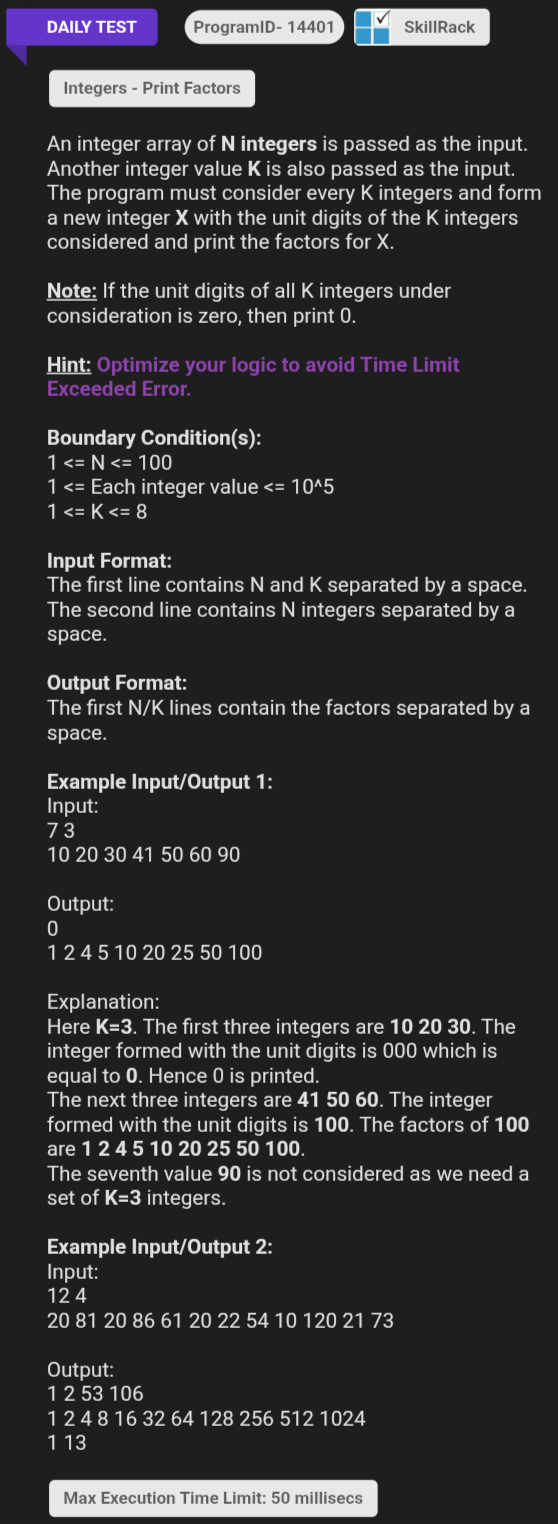 DAILY TEST
ProgramID- 14401
SkillRack
Integers - Print Factors
An integer array of N integers is passed as the input.
Another integer value K is also passed as the input.
The program must consider every K integers and form
a new integer X with the unit digits of the K integers
considered and print the factors for X.
Note: If the unit digits of all K integers under
consideration is zero, then print 0.
Hint: Optimize your logic to avoid Time Limit
Exceeded Error.
Boundary Condition(s):
1 <= N <= 100
1 <= Each integer value <= 10^5
1 <= K <= 8
Input Format:
The first line contains N and K separated by a space.
The second line contains N integers separated by a
space.
Output Format:
The first N/K lines contain the factors separated by a
space.
Example Input/Output 1:
Input:
7 3
10 20 30 41 50 60 90
Output:
0
1 2 4 5 10 20 25 50 100
Explanation:
Here K=3. The first three integers are 10 20 30. The
integer formed with the unit digits is 000 which is
equal to 0. Hence 0 is printed.
The next three integers are 41 50 60. The integer
formed with the unit digits is 100. The factors of 100
are 1 2 4 5 10 20 25 50 100.
The seventh value 90 is not considered as we need a
set of K=3 integers.
Example Input/Output 2:
Input:
12 4
20 81 20 86 61 20 22 54 10 120 21 73
Output:
1 2 53 106
1 2 4 8 16 32 64 128 256 512 1024
1 13
Max Execution Time Limit: 50 millisecs